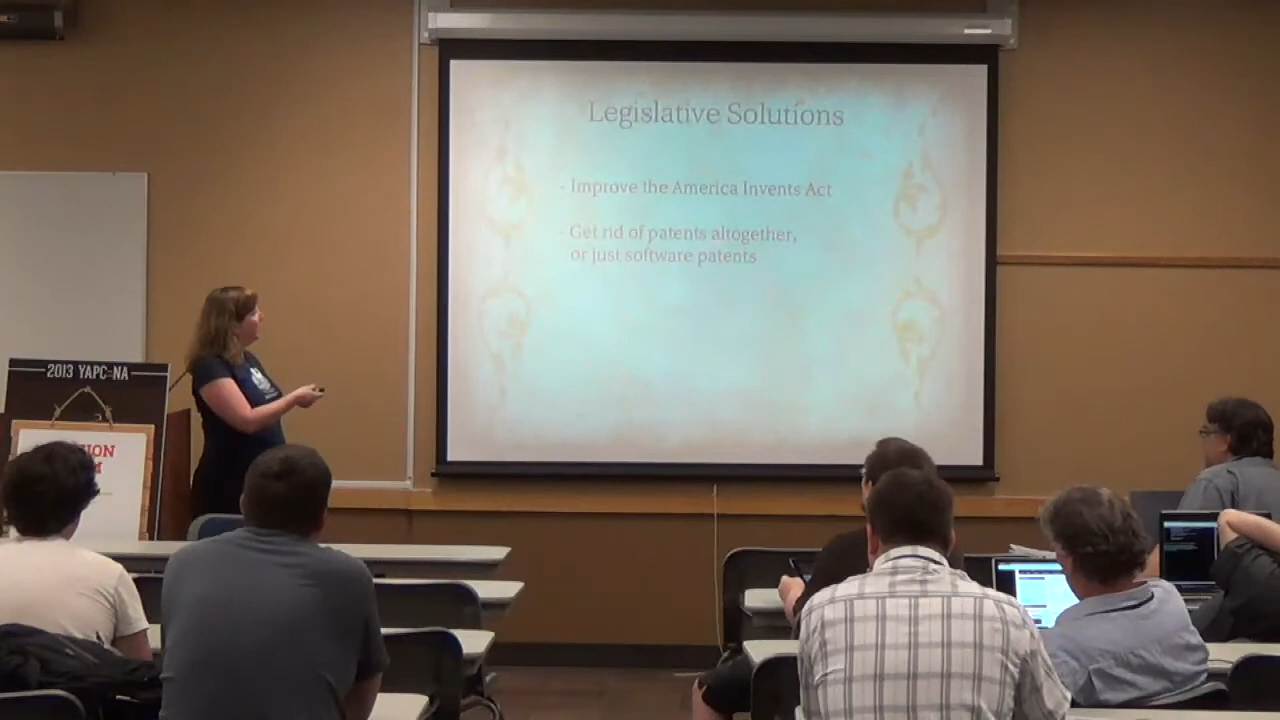 Legislative Solutions
- Improve the America Invents Act
- Get rid of patents altogether,
or just software patents
2013 YAPC::NA